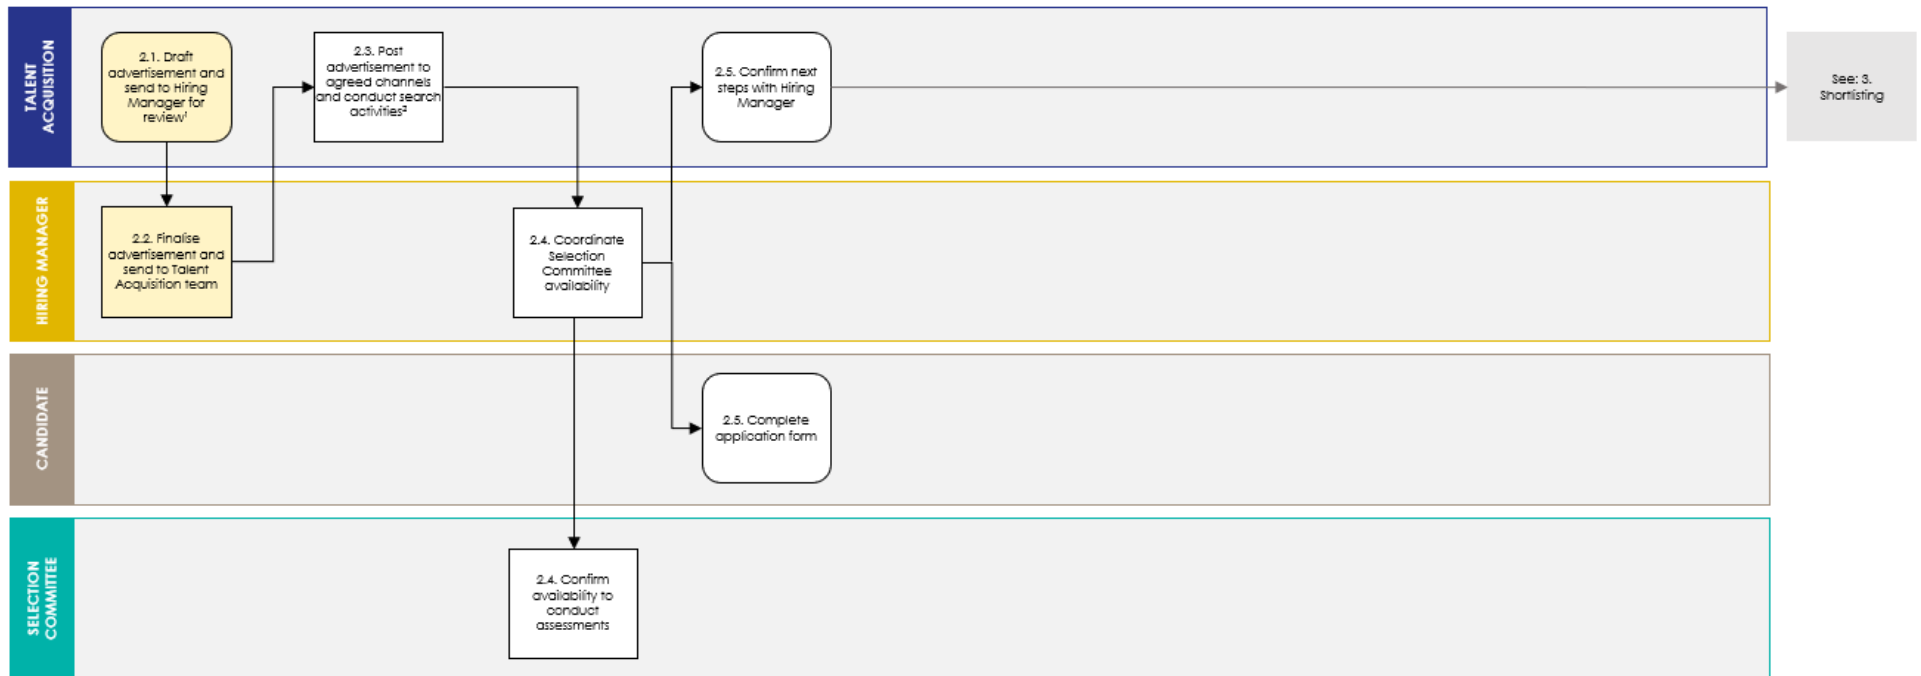 TALENT
ACQUISITION
2.1. Draft
advertisement and
send to Hiring
Manager for
review¹
2.3. Post
advertisement to
agreed channels
and conduct search
activities²
2.5. Confirm next
steps with Hiring
Manager
See: 3.
Shortlisting
HIRING MANAGER
2.2. Finalise
advertisement and
send to Talent
Acquisition team
2.4. Coordinate
Selection
Committee
availability
CANDIDATE
2.5. Complete
application form
SELECTION
COMMITTEE
2.4. Confirm
availability to
conduct
assessments